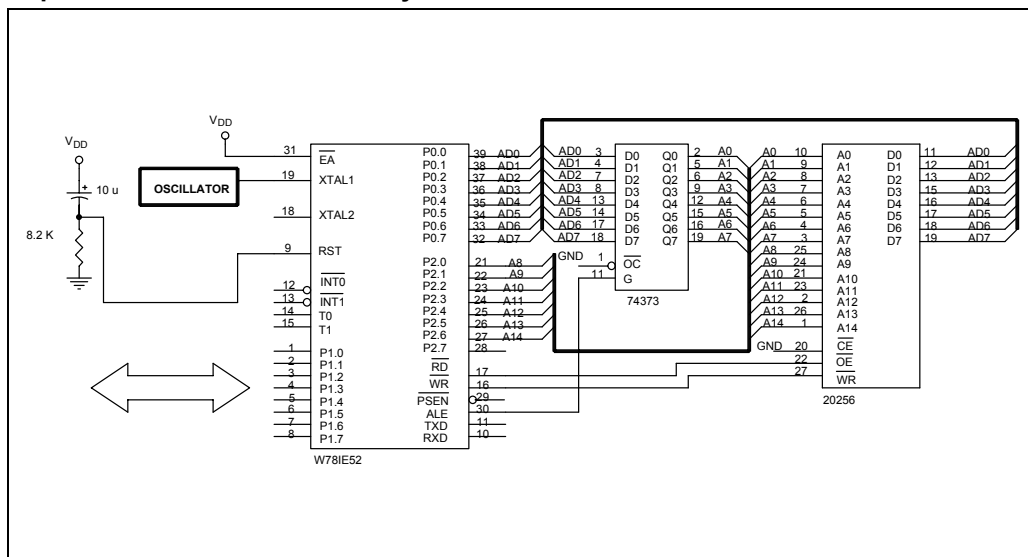 VDD
10 u
8.2 K
VDD
OSCILLATOR
31 EA
19 XTAL1
18 XTAL2
9 RST
12 INT0
13 INT1
14 T0
15 T1
1 P1.0
2 P1.1
3 P1.2
4 P1.3
5 P1.4
6 P1.5
7 P1.6
8 P1.7
P0.0 39 AD0
P0.1 38 AD1
P0.2 37 AD2
P0.3 36 AD3
P0.4 35 AD4
P0.5 34 AD5
P0.6 33 AD6
P0.7 32 AD7
P2.0 21 A8
P2.1 22 A9
P2.2 23 A10
P2.3 24 A11
P2.4 25 A12
P2.5 26 A13
P2.6 27 A14
P2.7 28
RD 17
WR 16
PSEN 29
ALE 30
TXD 11
RXD 10
W78IE52
AD0 3 D0 Q0 2 A0
AD1 4 D1 Q1 5 A1
AD2 7 D2 Q2 6 A2
AD3 8 D3 Q3 9 A3
AD4 13 D4 Q4 12 A4
AD5 14 D5 Q5 15 A5
AD6 17 D6 Q6 16 A6
AD7 18 D7 Q7 19 A7
GND 1 OC
11 G
74373
A0 10 A0 D0 11 AD0
A1 9 A1 D1 12 AD1
A2 8 A2 D2 13 AD2
A3 7 A3 D3 15 AD3
A4 6 A4 D4 16 AD4
A5 5 A5 D5 17 AD5
A6 4 A6 D6 18 AD6
A7 3 A7 D7 19 AD7
A8 25 A8
A9 24 A9
A10 21 A10
A11 23 A11
A12 2 A12
A13 26 A13
A14 1 A14
GND 20 CE
22 OE
27 WR
20256